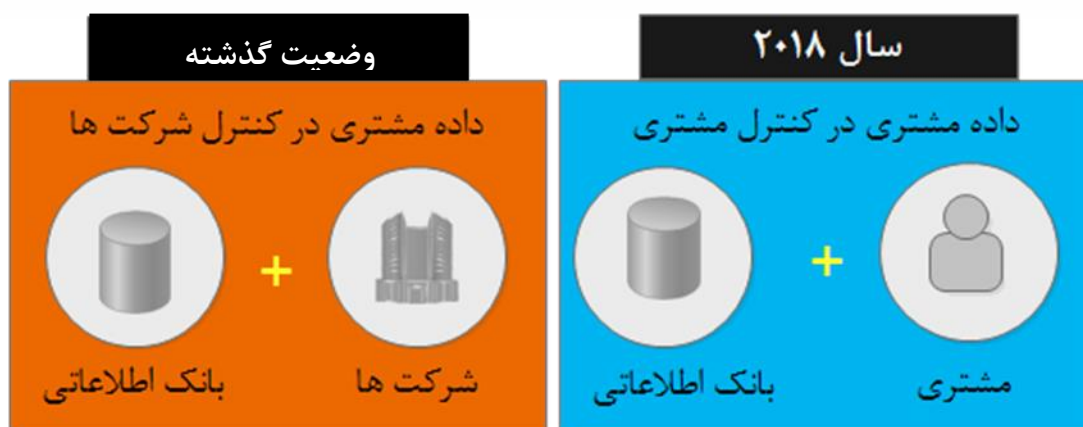 سال ۲۰۱۸
داده مشتری در کنترل مشتری
مشتری
+
بانک اطلاعاتی
وضعیت گذشته
داده مشتری در کنترل شرکت ها
شرکت ها
+
بانک اطلاعاتی